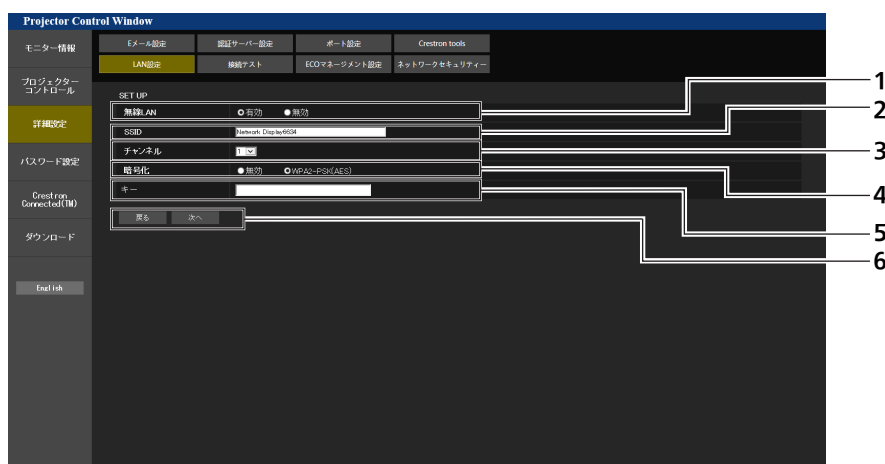 Projector Control Window
モニター情報
プロジェクター
コントロール
詳細設定
パスワード設定
Crestron
Connected(TM)
ダウンロード
English
Eメール設定 認証サーバー設定 ポート設定 Crestron tools
LAN設定 接続テスト ECOマネージメント設定 ネットワークセキュリティー
SET UP
無線LAN 有効 無効
SSID Network Display6634
チャンネル 1
暗号化 無効 WPA2-PSK(AES)
キー
戻る 次へ
1
2
3
4
5
6